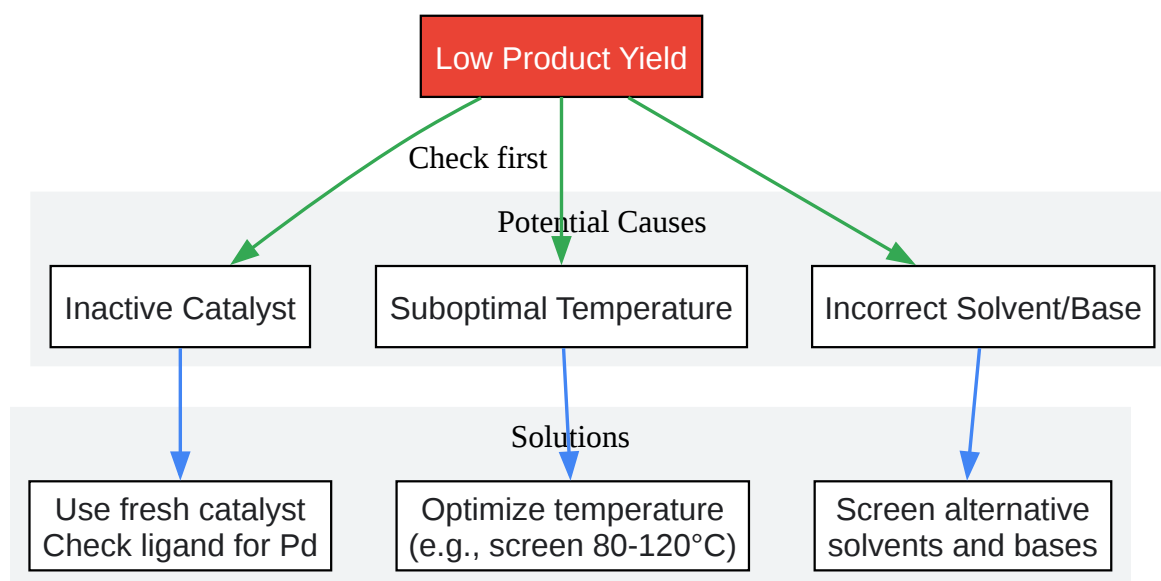 Low Product Yield
Check first
Potential Causes
Inactive Catalyst
Suboptimal Temperature
Incorrect Solvent/Base
Solutions
Use fresh catalyst
Check ligand for Pd
Optimize temperature
(e.g., screen 80-120°C)
Screen alternative
solvents and bases